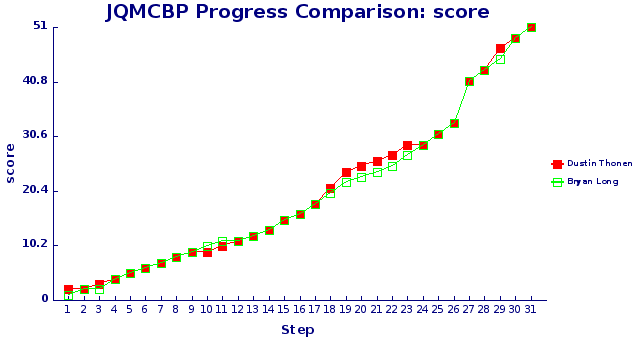 JQMCBP Progress Comparison: score
51
40.8
30.6
20.4
10.2
0
score
1 2 3 4 5 6 7 8 9 10 11 12 13 14 15 16 17 18 19 20 21 22 23 24 25 26 27 28 29 30 31
Step
Dustin Thonen
Bryan Long